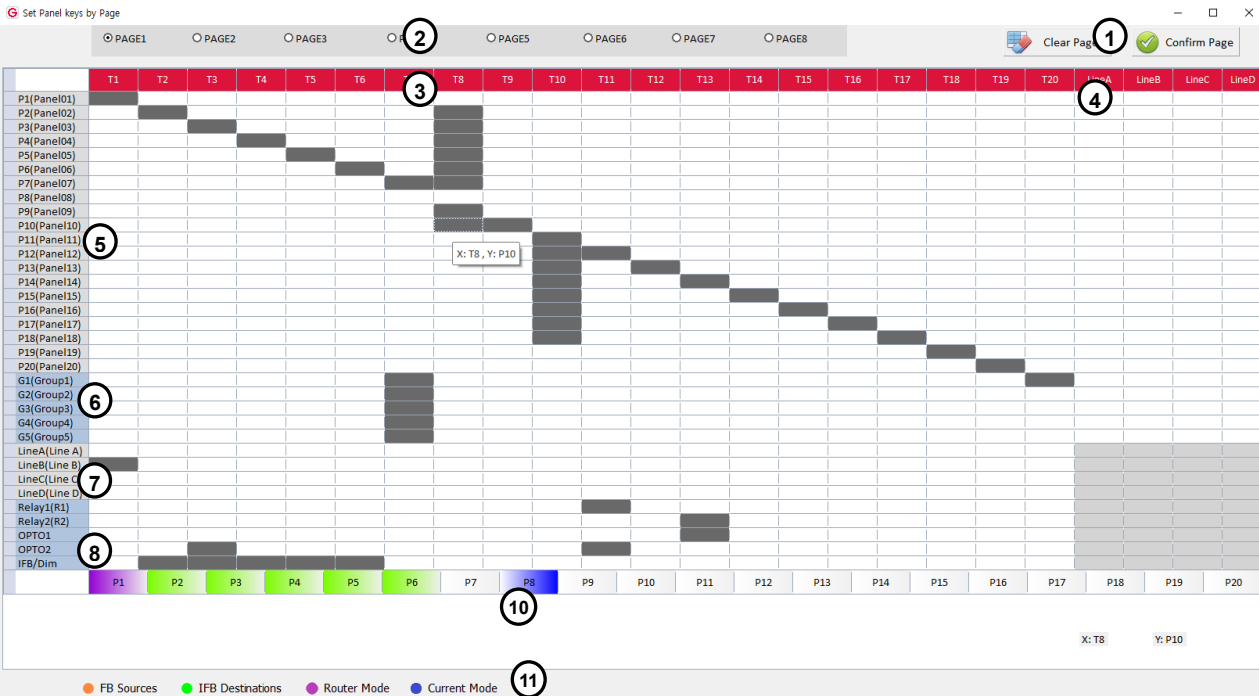 G Set Panel keys by Page
PAGE1 PAGE2 PAGE3 2 PAGE5 PAGE6 PAGE7 PAGE8 Clear Page 1 Confirm Page
T1 T2 T3 T4 T5 T6 T8 T9 T10 T11 T12 T13 T14 T15 T16 T17 T18 T19 T20 LineA LineB LineC LineD
3 4
P1(Panel01)
P2(Panel02)
P3(Panel03)
P4(Panel04)
P5(Panel05)
P6(Panel06)
P7(Panel07)
P8(Panel08)
P9(Panel09)
P10(Panel10)
P11(Panel11) 5
P12(Panel12) X: T8 , Y: P10
P13(Panel13)
P14(Panel14)
P15(Panel15)
P16(Panel16)
P17(Panel17)
P18(Panel18)
P19(Panel19)
P20(Panel20)
G1(Group1)
G2(Group2) 6
G3(Group3)
G4(Group4)
G5(Group5)
LineA(Line A)
LineB(Line B)
LineC(Line C 7
LineD(Line D)
Relay1(R1)
Relay2(R2)
OPTO1
OPTO2 8
IFB/Dim
P1 P2 P3 P4 P5 P6 P7 P8 P9 P10 P11 P12 P13 P14 P15 P16 P17 P18 P19 P20
10
X: T8 Y: P10
FB Sources IFB Destinations Router Mode Current Mode 11